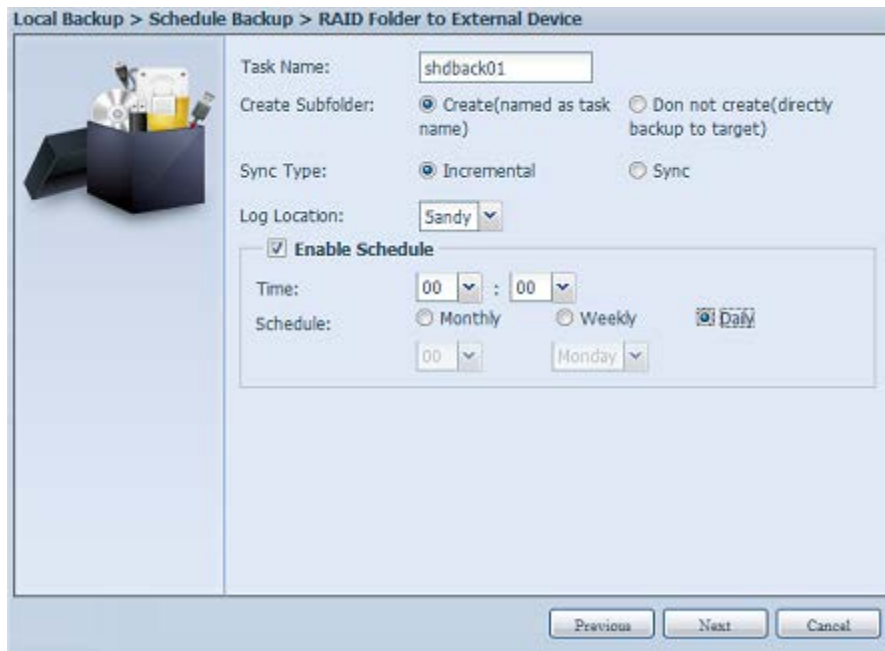 Local Backup > Schedule Backup > RAID Folder to External Device
Task Name: shdback01
Create Subfolder: Create(named as task name) Don not create(directly backup to target)
Sync Type: Incremental Sync
Log Location: Sandy
Enable Schedule
Time: 00 : 00
Schedule: Monthly Weekly Daily
00 Monday
Previous Next Cancel